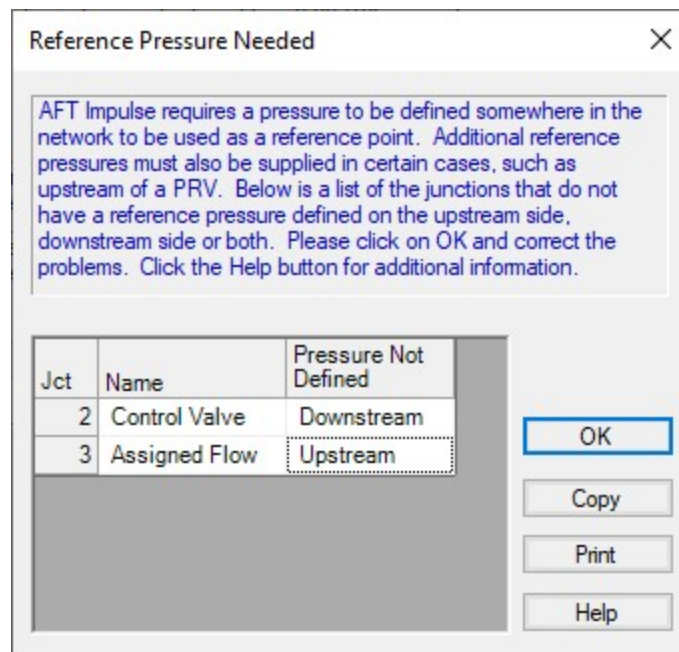 Reference Pressure Needed
AFT Impulse requires a pressure to be defined somewhere in the
network to be used as a reference point. Additional reference
pressures must also be supplied in certain cases, such as
upstream of a PRV. Below is a list of the junctions that do not
have a reference pressure defined on the upstream side,
downstream side or both. Please click on OK and correct the
problems. Click the Help button for additional information.
Jct Name Pressure Not Defined
2 Control Valve Downstream
3 Assigned Flow Upstream
OK
Copy
Print
Help